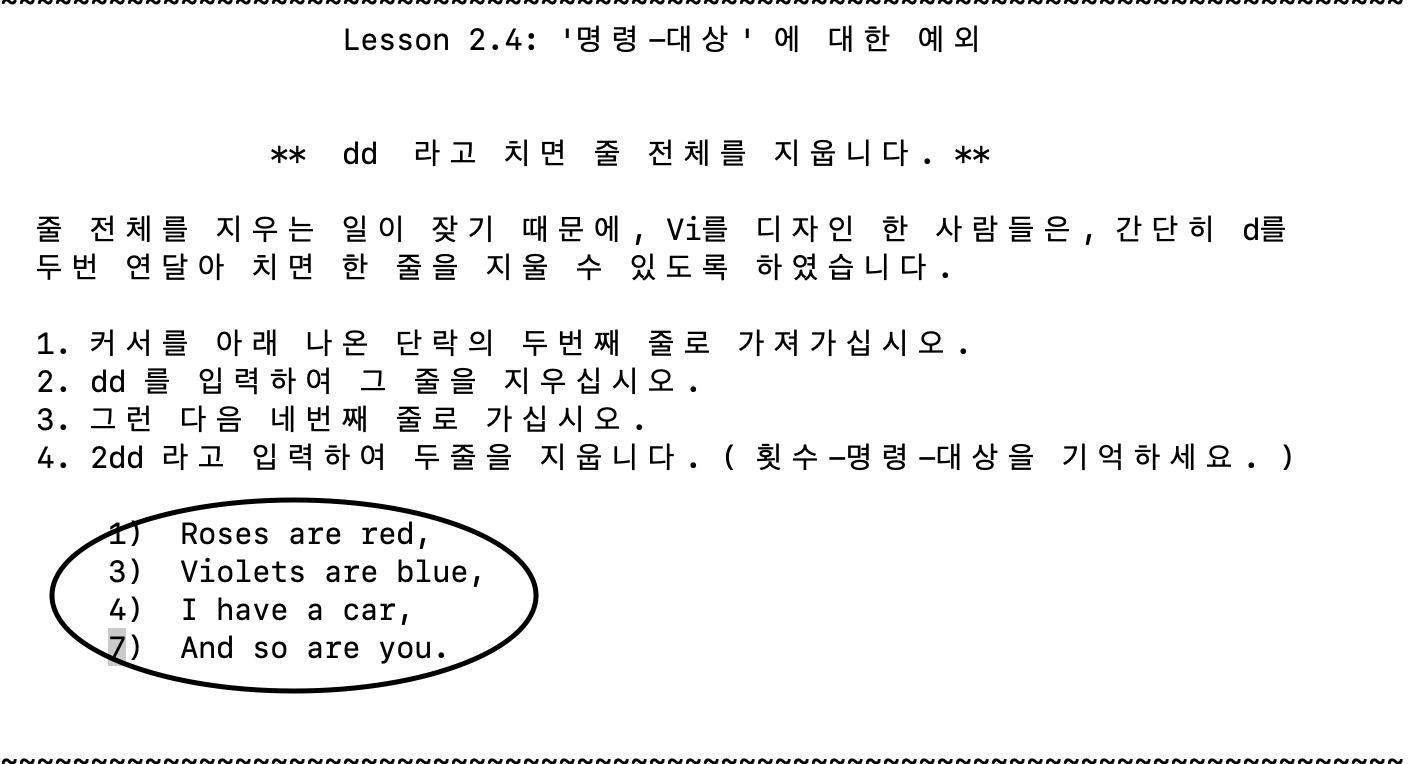 Lesson 2.4: '명령-대상'에 대한 예외
** dd 라고 치면 줄 전체를 지웁니다. **
줄 전체를 지우는 일이 잦기 때문에, Vi를 디자인 한 사람들은, 간단히 d를
두번 연달아 치면 한 줄을 지울 수 있도록 하였습니다.
1. 커서를 아래 나온 단락의 두번째 줄로 가져가십시오.
2. dd 를 입력하여 그 줄을 지우십시오.
3. 그런 다음 네번째 줄로 가십시오.
4. 2dd 라고 입력하여 두줄을 지웁니다. (횟수-명령-대상을 기억하세요.)
1) Roses are red,
3) Violets are blue,
4) I have a car,
7) And so are you.